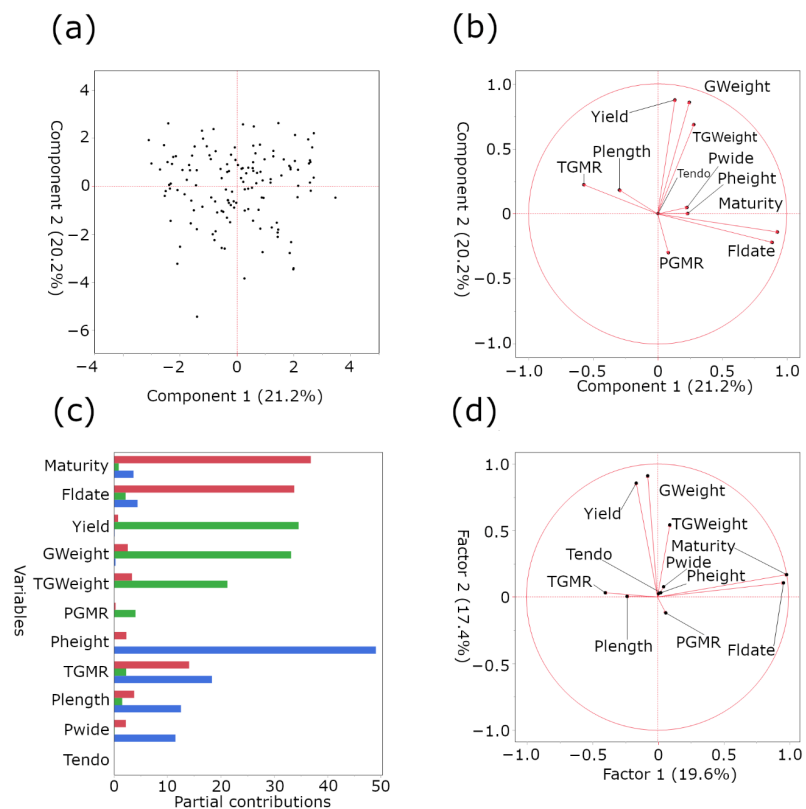 (a)
4
2
0
−2
−4
−6
−4
−2
0
2
4
Component 2 (20.2%)
Component 1 (21.2%)
(b)
1.0
0.5
0
−0.5
−1.0
−1.0
−0.5
0
0.5
1.0
Component 2 (20.2%)
Component 1 (21.2%)
GWeight
Yield
TGWeight
Plength
Pwide
TGMR
Tendo
Pheight
Maturity
Fldate
PGMR
(c)
Variables
Maturity
Fldate
Yield
GWeight
TGWeight
PGMR
Pheight
TGMR
Plength
Pwide
Tendo
0
10
20
30
40
50
Partial contributions
(d)
1.0
0.5
0
−0.5
−1.0
−1.0
−0.5
0
0.5
1.0
Factor 2 (17.4%)
Factor 1 (19.6%)
GWeight
Yield
TGWeight
Maturity
Tendo
Pwide
TGMR
Pheight
Plength
PGMR
Fldate